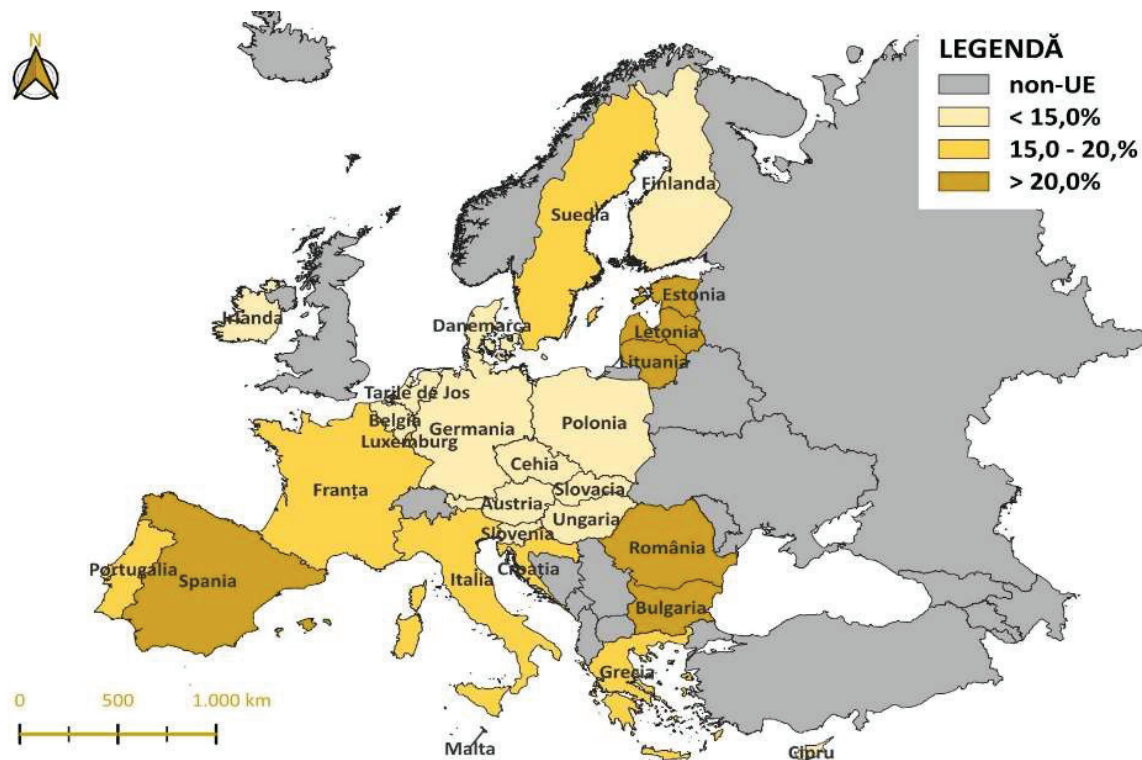 N
LEGENDĂ
non-UE
< 15,0%
15,0 - 20,%
> 20,0%
Finlanda
Suedia
Estonia
Irlanda
Danemarca
Letonia
Lituania
Tarile de Jos
Belgia
Germania
Polonia
Luxemburg
Cehia
Franța
Slovacia
Austria
Ungaria
Slovenia
România
Croația
Portugalia
Spania
Italia
Bulgaria
Grecia
0 500 1.000 km
Malta
Cipru